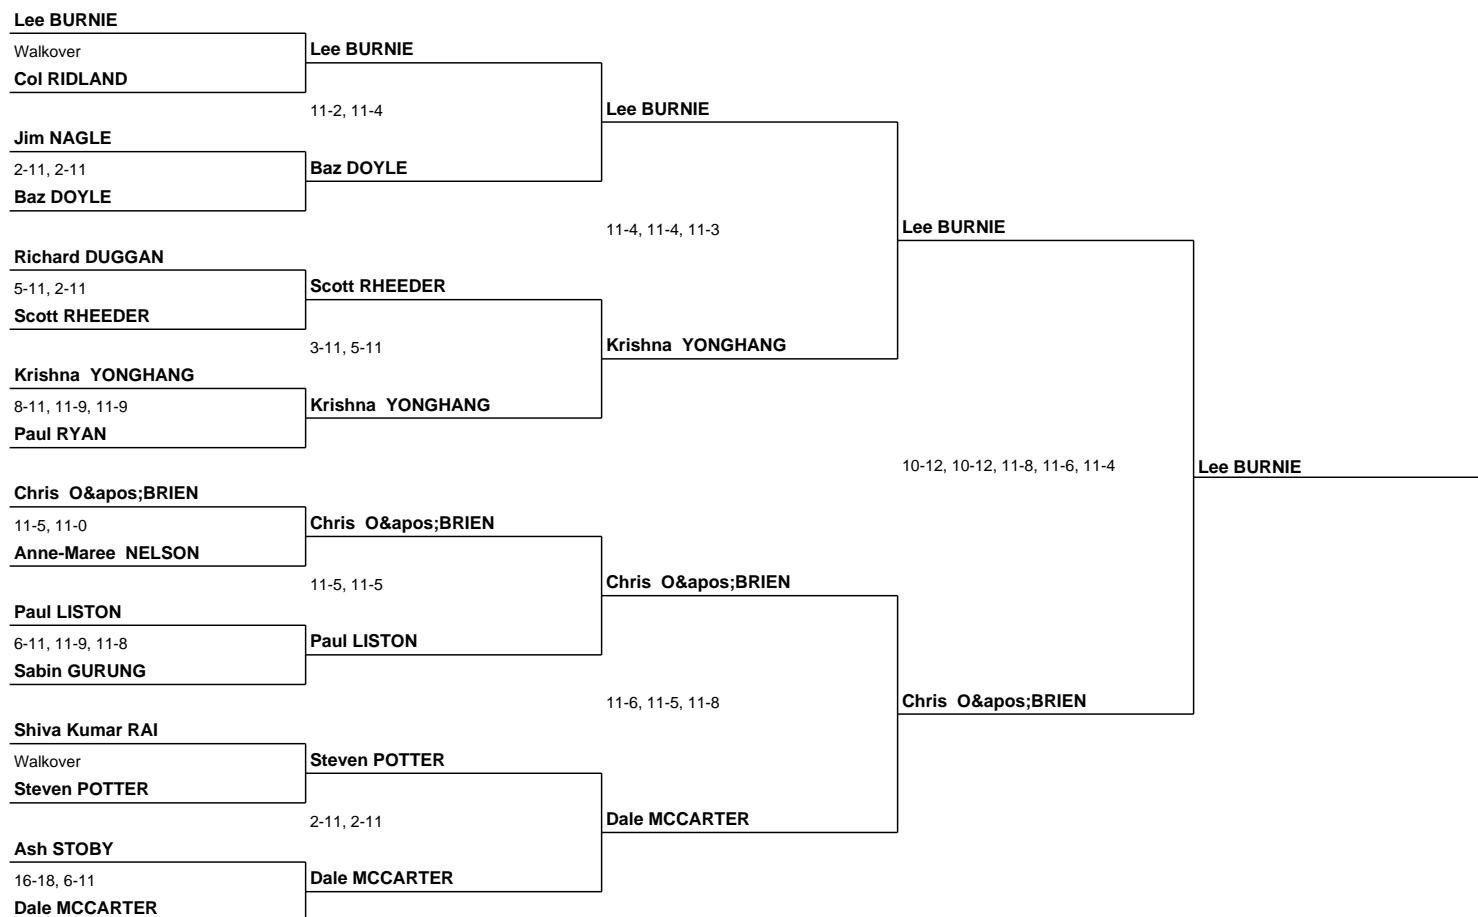 Lee BURNIE
Walkover
Col RIDLAND
Jim NAGLE
2-11, 2-11
Baz DOYLE
Richard DUGGAN
5-11, 2-11
Scott RHEEDER
Krishna  YONGHANG
8-11, 11-9, 11-9
Paul RYAN
Chris  O&apos;BRIEN
11-5, 11-0
Anne-Maree  NELSON
Paul LISTON
6-11, 11-9, 11-8
Sabin GURUNG
Shiva Kumar RAI
Walkover
Steven POTTER
Ash STOBY
16-18, 6-11
Dale MCCARTER
Lee BURNIE
11-2, 11-4
Baz DOYLE
Scott RHEEDER
3-11, 5-11
Krishna  YONGHANG
Chris  O&apos;BRIEN
11-5, 11-5
Paul LISTON
Steven POTTER
2-11, 2-11
Dale MCCARTER
Lee BURNIE
11-4, 11-4, 11-3
Krishna  YONGHANG
Chris  O&apos;BRIEN
11-6, 11-5, 11-8
Dale MCCARTER
Lee BURNIE
10-12, 10-12, 11-8, 11-6, 11-4
Chris  O&apos;BRIEN
Lee BURNIE